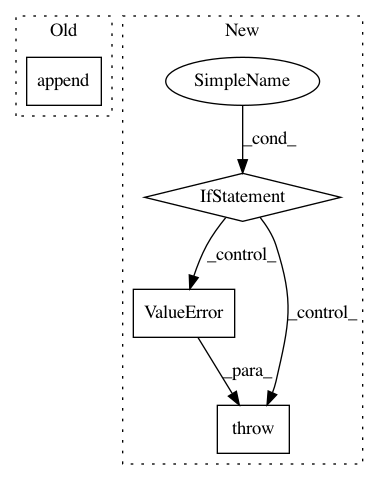 Old
New
append
SimpleName
_cond_
IfStatement
_control_
_control_
ValueError
_para_
throw